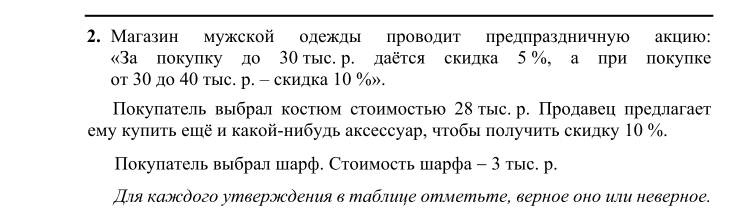 2. Магазин мужской одежды проводит предпраздничную акцию:
«За покупку до 30 тыс. р. даётся скидка 5 %, а при покупке
от 30 до 40 тыс. р. – скидка 10 %».
Покупатель выбрал костюм стоимостью 28 тыс. р. Продавец предлагает
ему купить ещё и какой-нибудь аксессуар, чтобы получить скидку 10 %.
Покупатель выбрал шарф. Стоимость шарфа – 3 тыс. р.
Для каждого утверждения в таблице отметьте, верное оно или неверное.